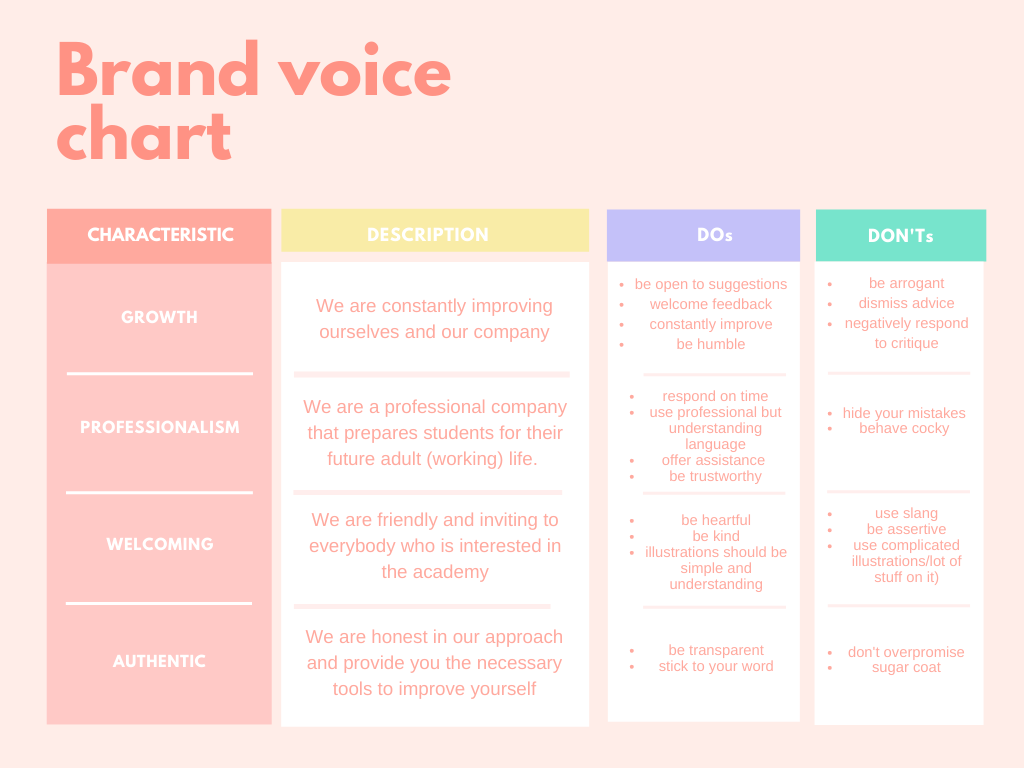 Brand voice
chart
CHARACTERISTIC
DESCRIPTION
DOs
DON'Ts
GROWTH
We are constantly improving
ourselves and our company
• be open to suggestions
• welcome feedback
• constantly improve
• be humble
• be arrogant
• dismiss advice
• negatively respond
to critique
PROFESSIONALISM
We are a professional company
that prepares students for their
future adult (working) life.
• respond on time
• use professional but
understanding
language
• offer assistance
• be trustworthy
• hide your mistakes
• behave cocky
WELCOMING
We are friendly and inviting to
everybody who is interested in
the academy
• be heartful
• be kind
• illustrations should be
simple and
understanding
• use slang
• be assertive
• use complicated
illustrations/lot of
stuff on it)
AUTHENTIC
We are honest in our approach
and provide you the necessary
tools to improve yourself
• be transparent
• stick to your word
• don't overpromise
• sugar coat